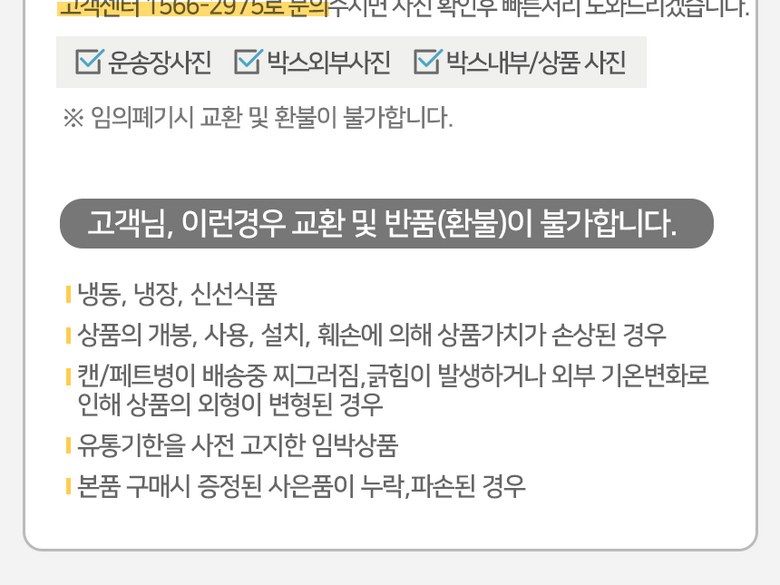 고객센터 1566-2975로 문의주시면 사진 확인후 빠른처리 도와드리겠습니다.
운송장사진 박스외부사진 박스내부/상품 사진
※ 임의폐기시 교환 및 환불이 불가합니다.
고객님, 이런경우 교환 및 반품(환불)이 불가합니다.
냉동, 냉장, 신선식품
상품의 개봉, 사용, 설치, 훼손에 의해 상품가치가 손상된 경우
캔/페트병이 배송중 찌그러짐,긁힘이 발생하거나 외부 기온변화로
인해 상품의 외형이 변형된 경우
유통기한을 사전 고지한 임박상품
본품 구매시 증정된 사은품이 누락,파손된 경우